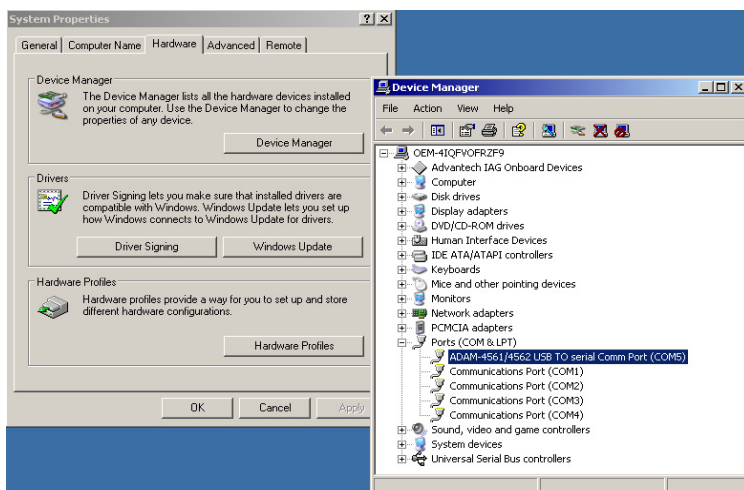 System Properties
General Computer Name Hardware Advanced Remote
Device Manager
The Device Manager lists all the hardware devices installed
on your computer. Use the Device Manager to change the
properties of any device.
Device Manager
Drivers
Driver Signing lets you make sure that installed drivers are
compatible with Windows. Windows Update lets you set up
how Windows connects to Windows Update for drivers.
Driver Signing Windows Update
Hardware Profiles
Hardware profiles provide a way for you to set up and store
different hardware configurations.
Hardware Profiles
OK Cancel Apply
Device Manager
File Action View Help
OEM-4IQFVOFRZF9
Advantech IAG Onboard Devices
Computer
Disk drives
Display adapters
DVD/CD-ROM drives
Human Interface Devices
IDE ATA/ATAPI controllers
Keyboards
Mice and other pointing devices
Monitors
Network adapters
PCMCIA adapters
Ports (COM & LPT)
ADAM-4561/4562 USB TO serial Comm Port (COM5)
Communications Port (COM1)
Communications Port (COM2)
Communications Port (COM3)
Communications Port (COM4)
Sound, video and game controllers
System devices
Universal Serial Bus controllers